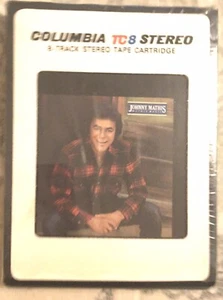 COLUMBIA TC8 STEREO
8-TRACK STEREO TAPE CARTRIDGE
JOHNNY MATHIS